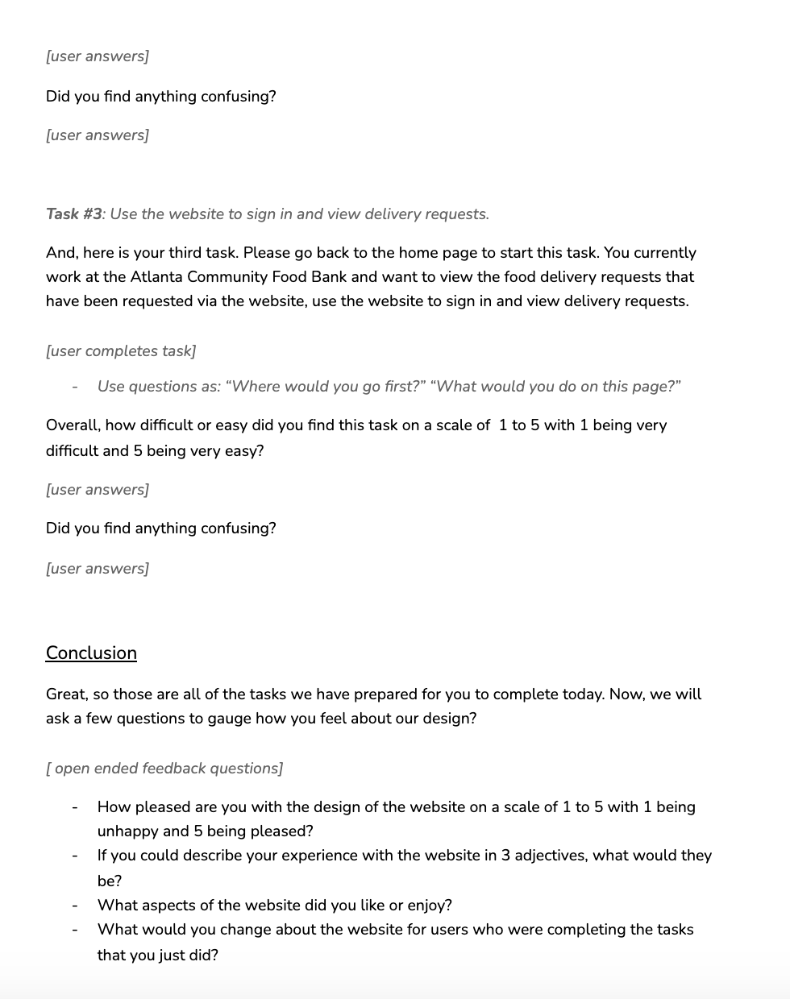 [user answers]
Did you find anything confusing?
[user answers]
Task #3: Use the website to sign in and view delivery requests.
And, here is your third task. Please go back to the home page to start this task. You currently
work at the Atlanta Community Food Bank and want to view the food delivery requests that
have been requested via the website, use the website to sign in and view delivery requests.
[user completes task]
- Use questions as: “Where would you go first?” “What would you do on this page?”
Overall, how difficult or easy did you find this task on a scale of  1 to 5 with 1 being very
difficult and 5 being very easy?
[user answers]
Did you find anything confusing?
[user answers]
Conclusion
Great, so those are all of the tasks we have prepared for you to complete today. Now, we will
ask a few questions to gauge how you feel about our design?
[ open ended feedback questions]
- How pleased are you with the design of the website on a scale of 1 to 5 with 1 being
unhappy and 5 being pleased?
- If you could describe your experience with the website in 3 adjectives, what would they
be?
- What aspects of the website did you like or enjoy?
- What would you change about the website for users who were completing the tasks
that you just did?